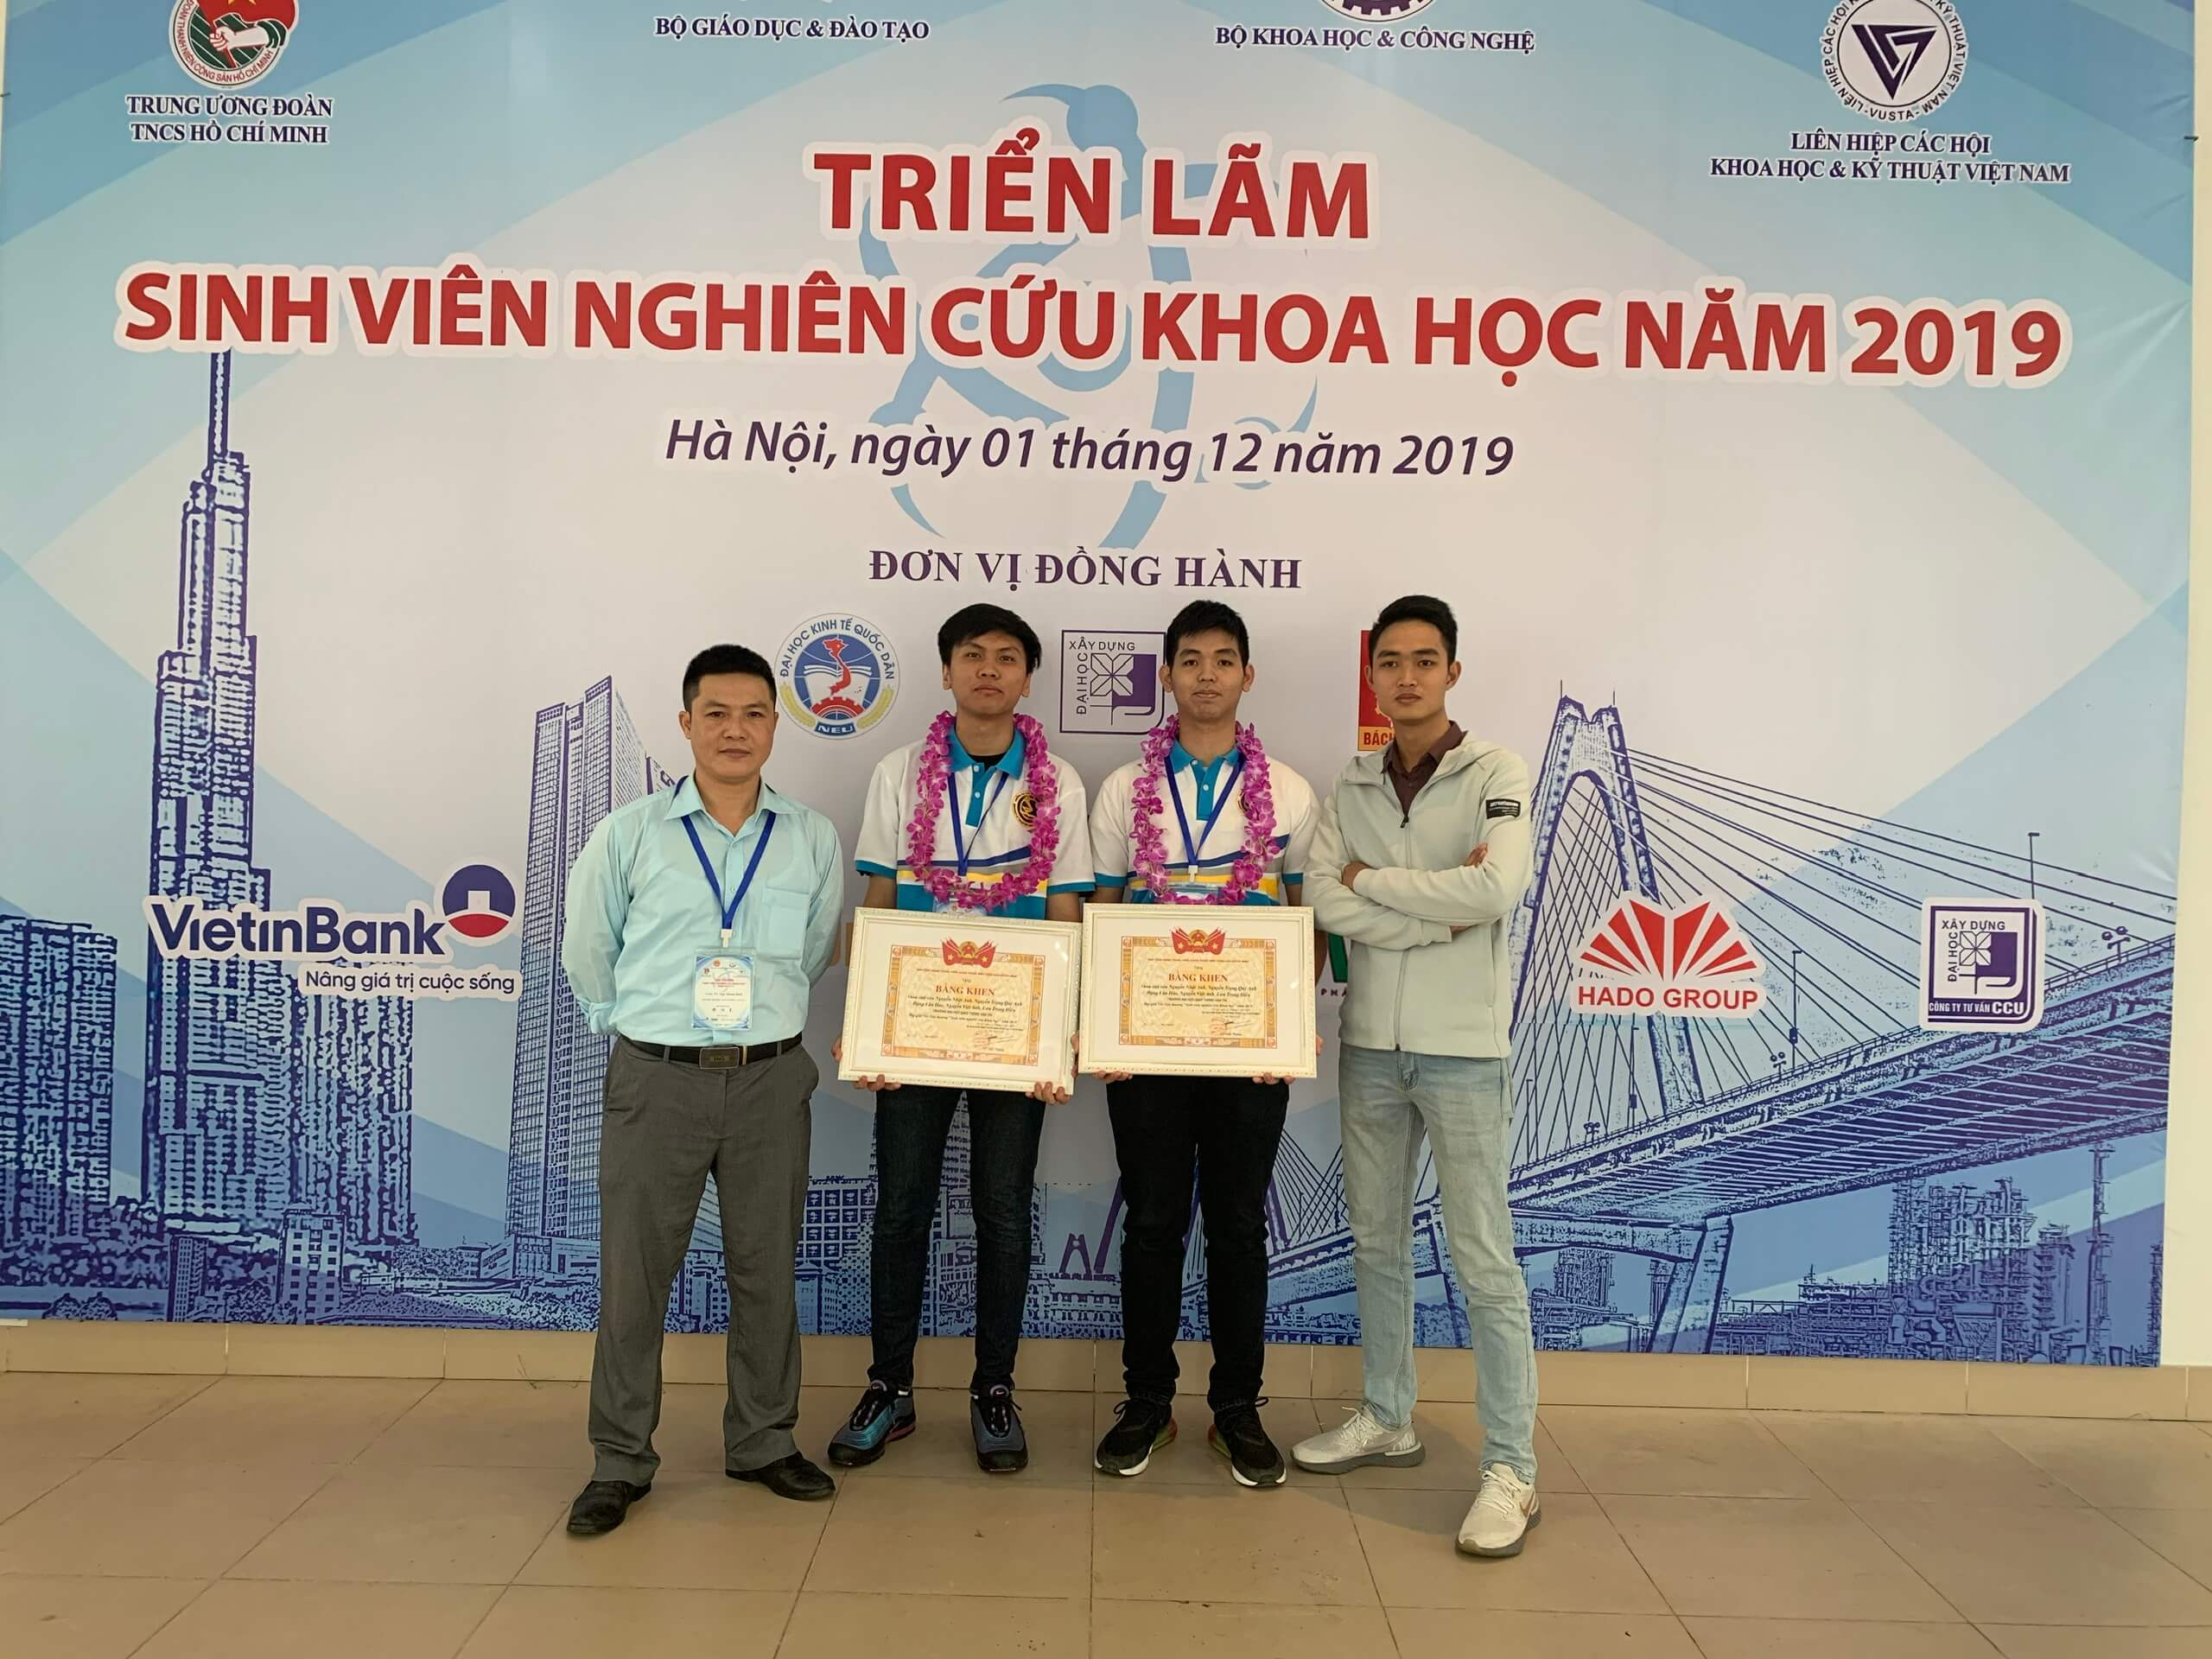 TRUNG ƯƠNG ĐOÀN
TNCS HỒ CHÍ MINH
BỘ GIÁO DỤC & ĐÀO TẠO
BỘ KHOA HỌC & CÔNG NGHỆ
VUSTA
LIÊN HIỆP CÁC HỘI
KHOA HỌC & KỸ THUẬT VIỆT NAM
TRIỂN LÃM
SINH VIÊN NGHIÊN CỨU KHOA HỌC NĂM 2019
Hà Nội, ngày 01 tháng 12 năm 2019
ĐƠN VỊ ĐỒNG HÀNH
ĐẠI HỌC KINH TẾ QUỐC DÂN
NEU
ĐẠI HỌC
XÂY DỰNG
BÁCH
VietinBank
Nâng giá trị cuộc sống
HADO GROUP
ĐẠI HỌC
XÂY DỰNG
CÔNG TY TƯ VẤN CCU
BẰNG KHEN
BẰNG KHEN